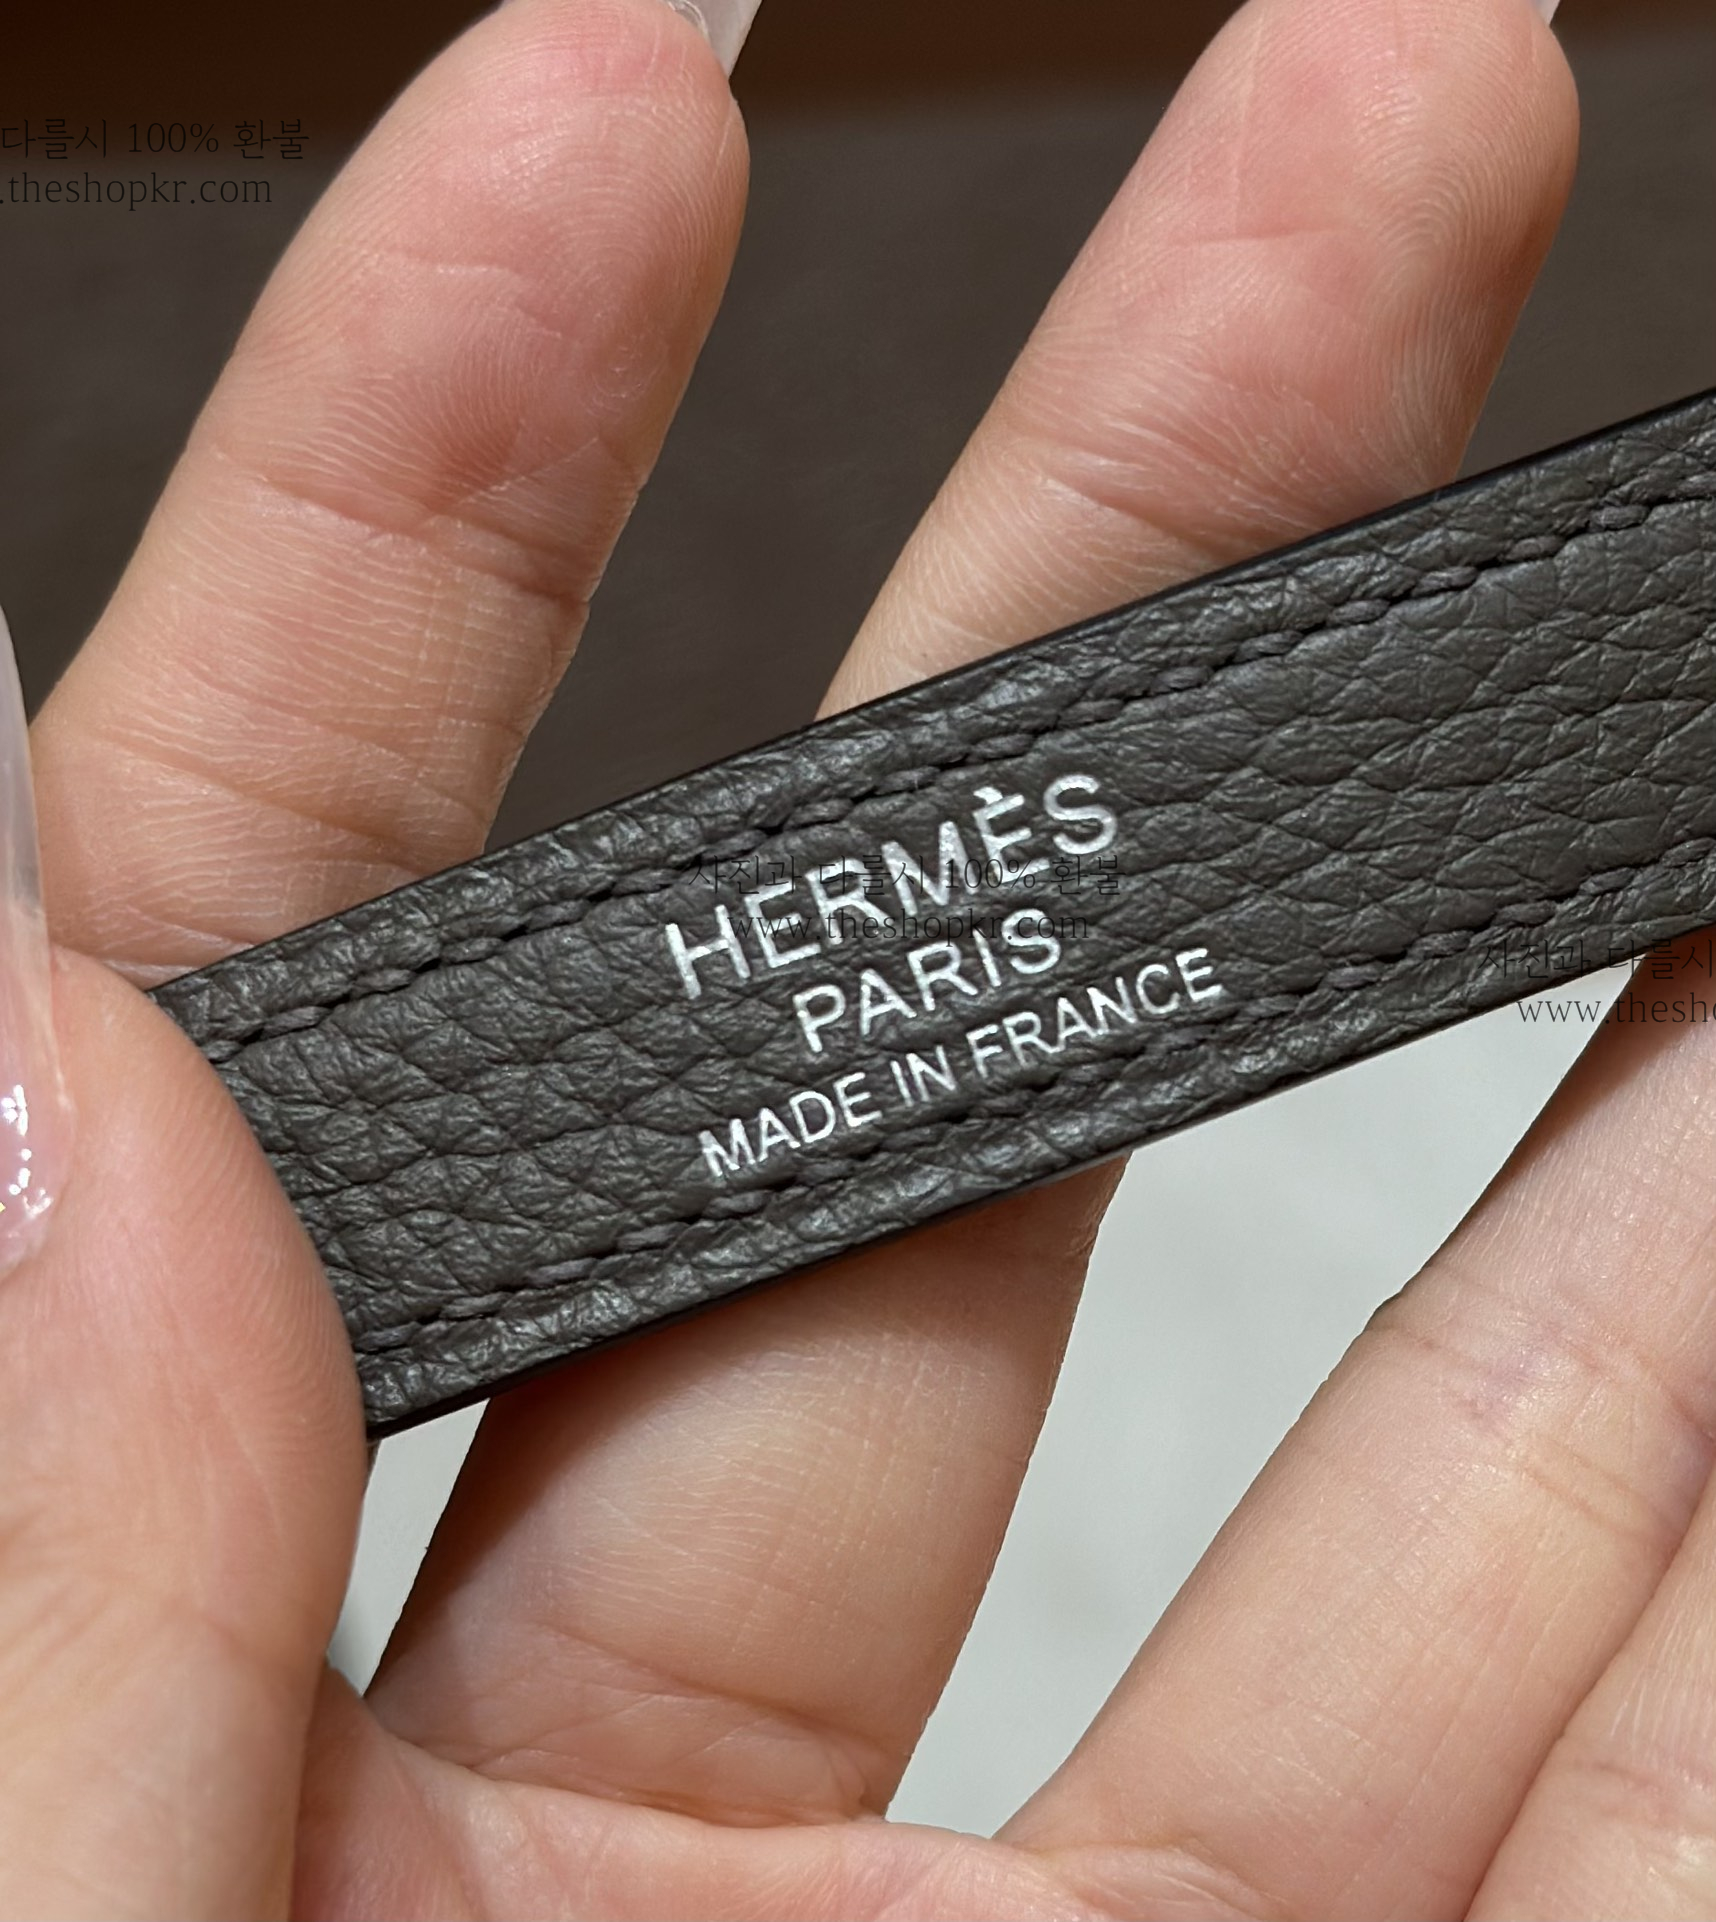 다를시 100% 환불
.theshopkr.com
HERMÈS
PARIS
MADE IN FRANCE
사진과 다를시 100% 환불
www.theshopkr.com
사진과 다를시
www.thesho